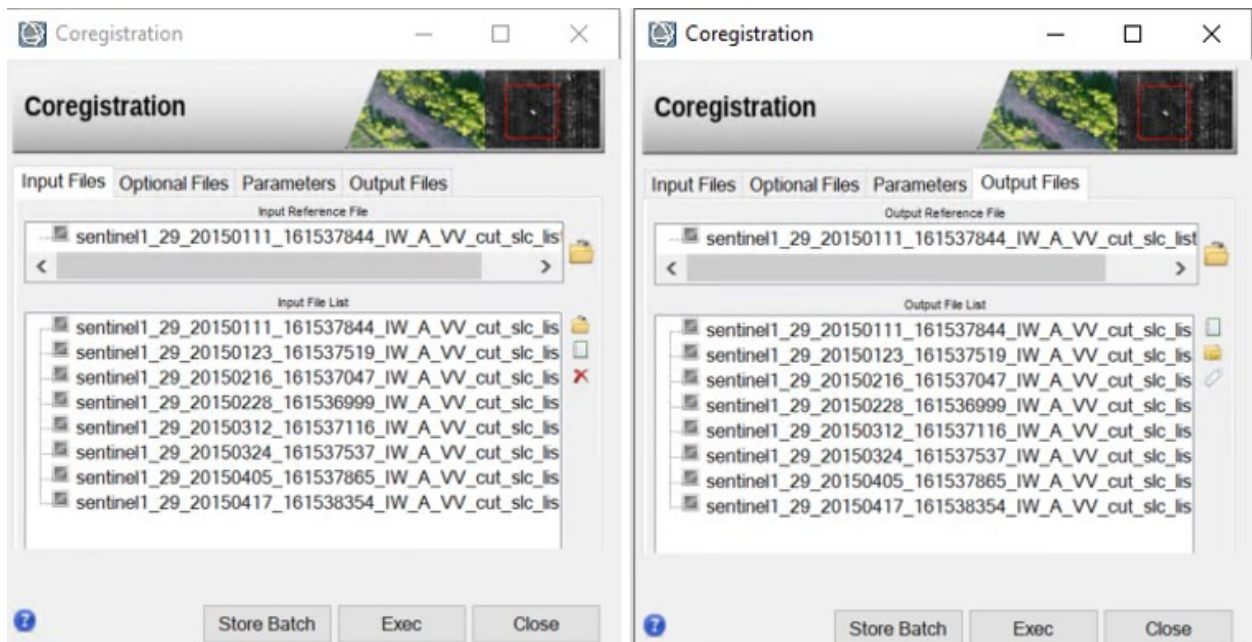 Coregistration
Coregistration
Input Files Optional Files Parameters Output Files
Input Reference File
sentinel1_29_20150111_161537844_IW_A_VV_cut_slc_lis
Input File List
sentinel1_29_20150111_161537844_IW_A_VV_cut_slc_lis
sentinel1_29_20150123_161537519_IW_A_VV_cut_slc_lis
sentinel1_29_20150216_161537047_IW_A_VV_cut_slc_lis
sentinel1_29_20150228_161536999_IW_A_VV_cut_slc_lis
sentinel1_29_20150312_161537116_IW_A_VV_cut_slc_lis
sentinel1_29_20150324_161537537_IW_A_VV_cut_slc_lis
sentinel1_29_20150405_161537865_IW_A_VV_cut_slc_lis
sentinel1_29_20150417_161538354_IW_A_VV_cut_slc_lis
Store Batch Exec Close
Coregistration
Coregistration
Input Files Optional Files Parameters Output Files
Output Reference File
sentinel1_29_20150111_161537844_IW_A_VV_cut_slc_list
Output File List
sentinel1_29_20150111_161537844_IW_A_VV_cut_slc_lis
sentinel1_29_20150123_161537519_IW_A_VV_cut_slc_lis
sentinel1_29_20150216_161537047_IW_A_VV_cut_slc_lis
sentinel1_29_20150228_161536999_IW_A_VV_cut_slc_lis
sentinel1_29_20150312_161537116_IW_A_VV_cut_slc_lis
sentinel1_29_20150324_161537537_IW_A_VV_cut_slc_lis
sentinel1_29_20150405_161537865_IW_A_VV_cut_slc_lis
sentinel1_29_20150417_161538354_IW_A_VV_cut_slc_lis
Store Batch Exec Close